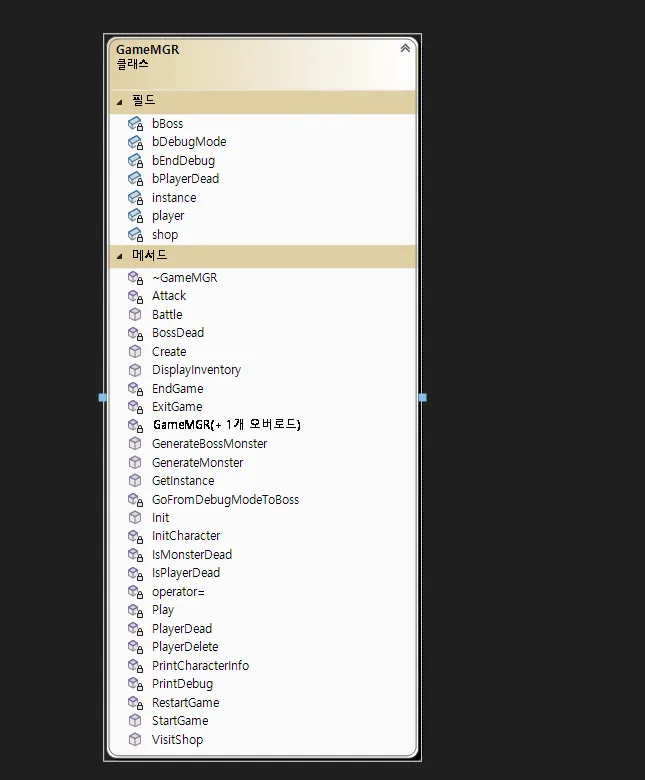 GameMGR
클래스
필드
bBoss
bDebugMode
bEndDebug
bPlayerDead
instance
player
shop
메서드
~GameMGR
Attack
Battle
BossDead
Create
DisplayInventory
EndGame
ExitGame
GameMGR(+ 1개 오버로드)
GenerateBossMonster
GenerateMonster
GetInstance
GoFromDebugModeToBoss
Init
InitCharacter
IsMonsterDead
IsPlayerDead
operator=
Play
PlayerDead
PlayerDelete
PrintCharacterInfo
PrintDebug
RestartGame
StartGame
VisitShop